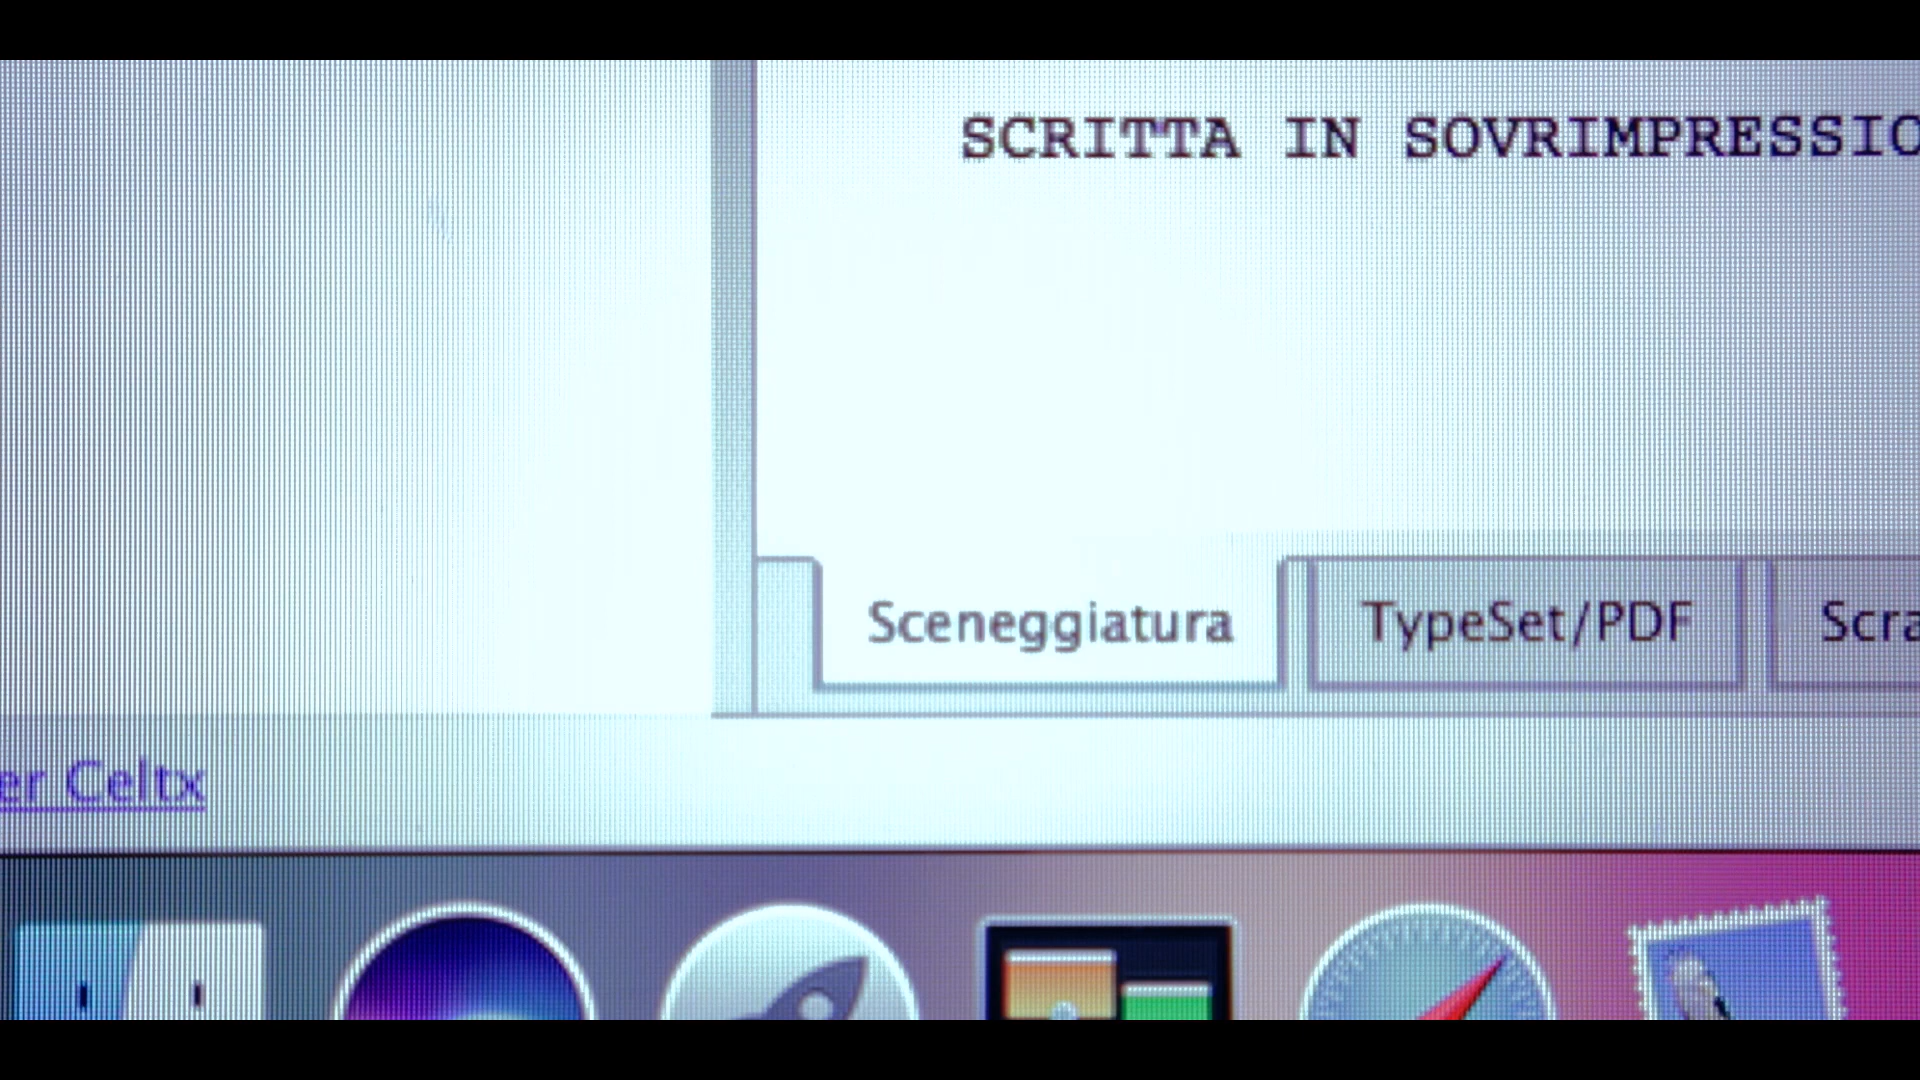 SCRITTA IN SOVRIMPRESSIO
Sceneggiatura
TypeSet/PDF
Scra
er Celtx